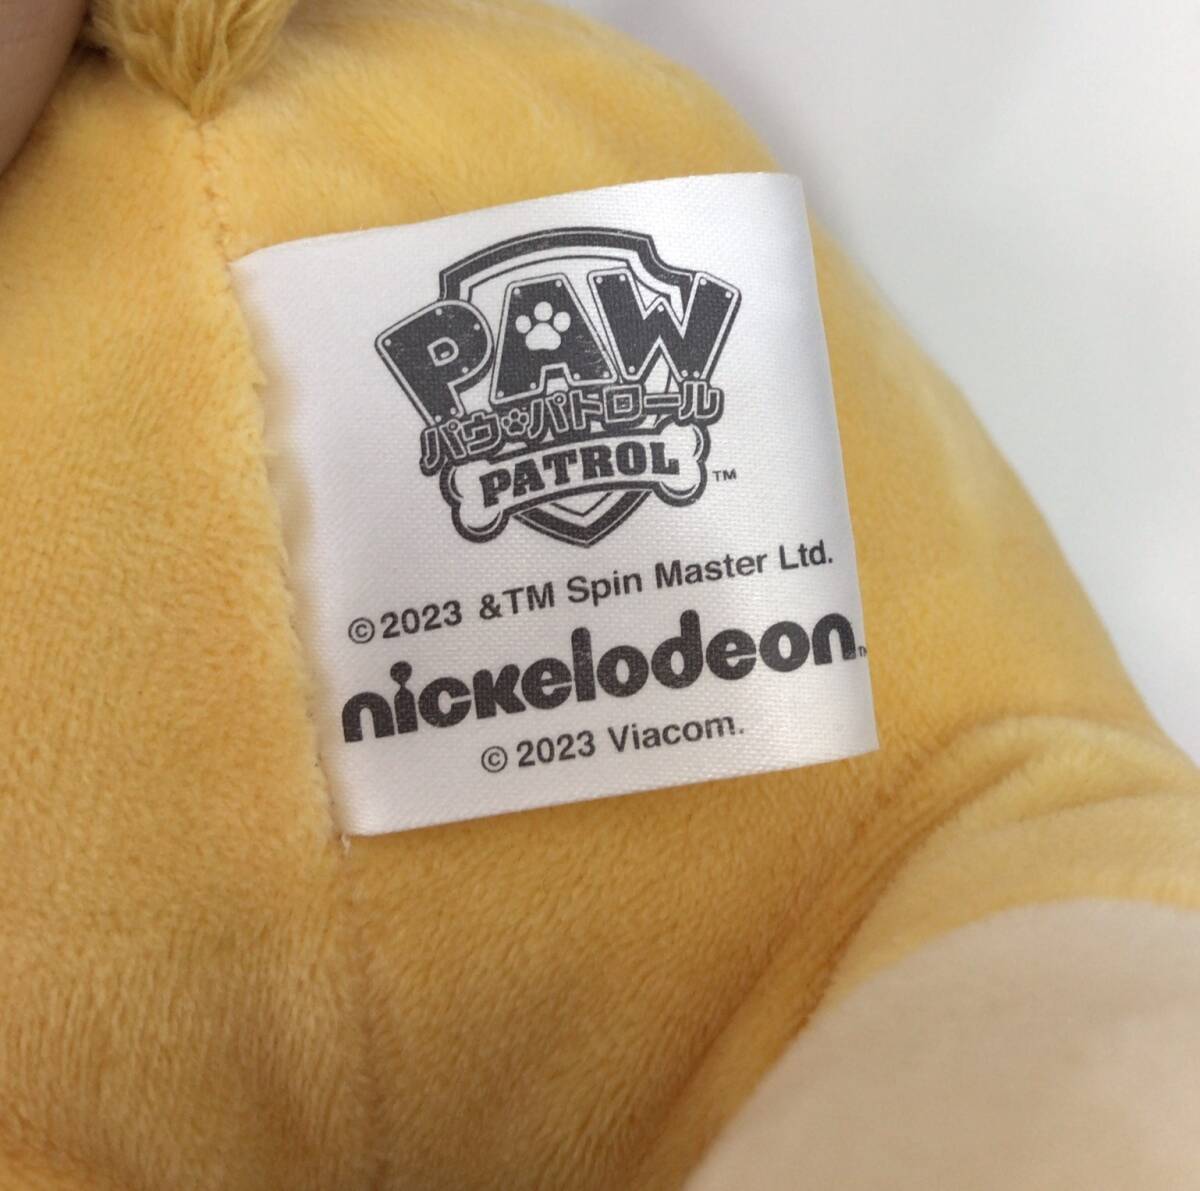 PAW
パウ・パトロール
PATROL TM
©2023 &TM Spin Master Ltd.
nickelodeon TM
© 2023 Viacom.